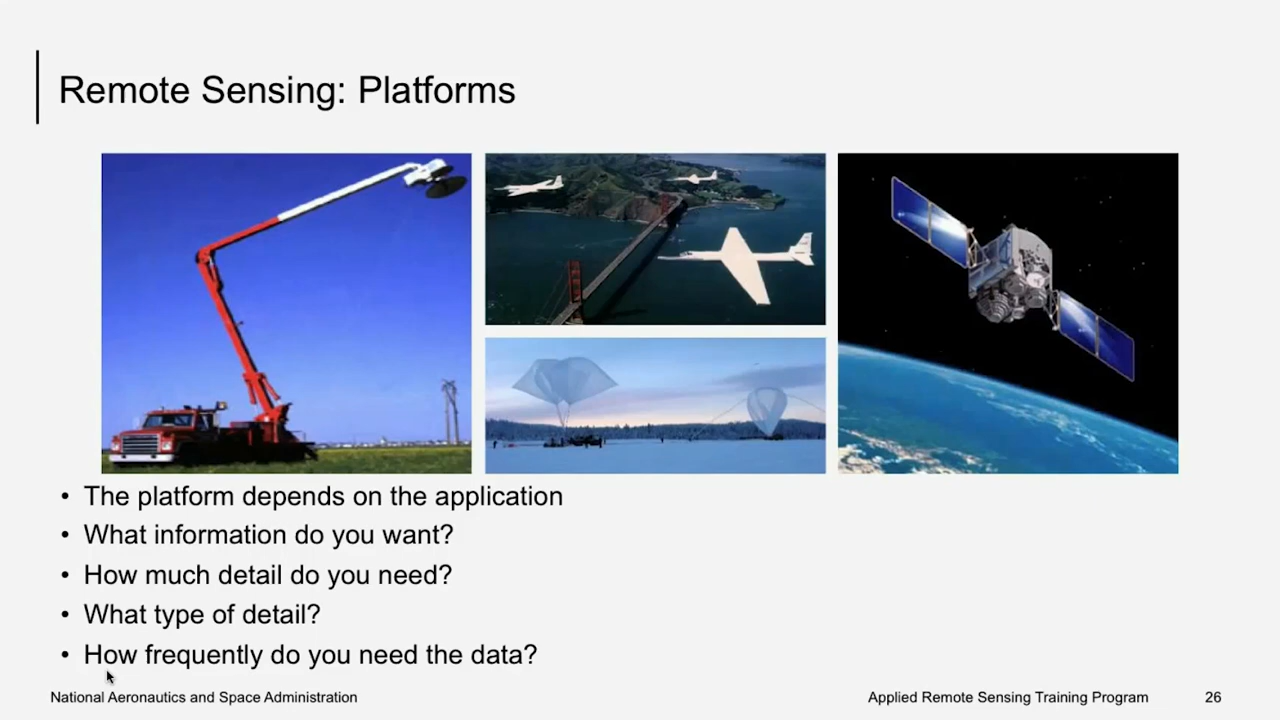 Remote Sensing: Platforms
• The platform depends on the application
• What information do you want?
• How much detail do you need?
• What type of detail?
• How frequently do you need the data?
National Aeronautics and Space Administration
Applied Remote Sensing Training Program
26